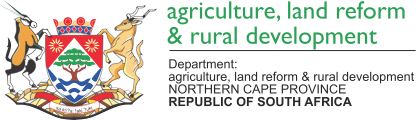 agriculture, land reform
& rural development
Department:
agriculture, land reform & rural development
NORTHERN CAPE PROVINCE
REPUBLIC OF SOUTH AFRICA